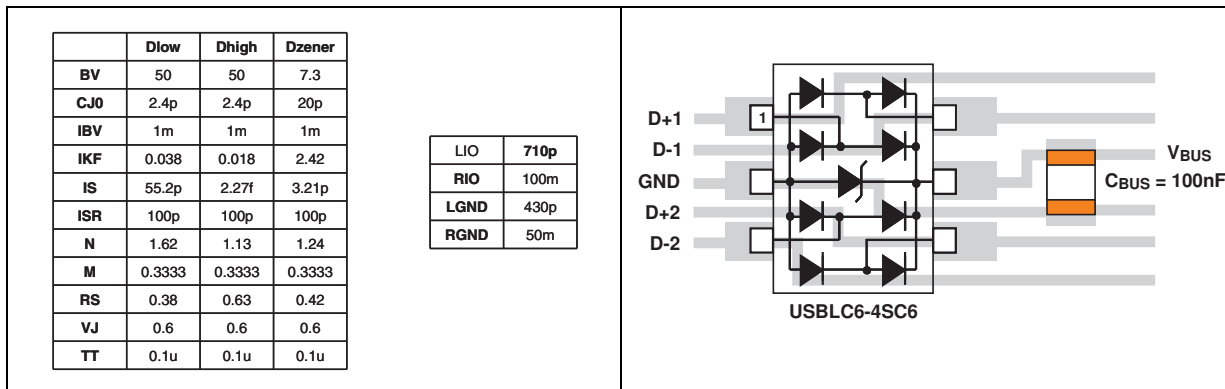 Dlow Dhigh Dzener
BV 50 50 7.3
CJ0 2.4p 2.4p 20p
IBV 1m 1m 1m
IKF 0.038 0.018 2.42
IS 55.2p 2.27f 3.21p
ISR 100p 100p 100p
N 1.62 1.13 1.24
M 0.3333 0.3333 0.3333
RS 0.38 0.63 0.42
VJ 0.6 0.6 0.6
TT 0.1u 0.1u 0.1u
LIO 710p
RIO 100m
LGND 430p
RGND 50m
D+1
1
D-1
GND
D+2
D-2
VBUS
CBUS = 100nF
USBLC6-4SC6